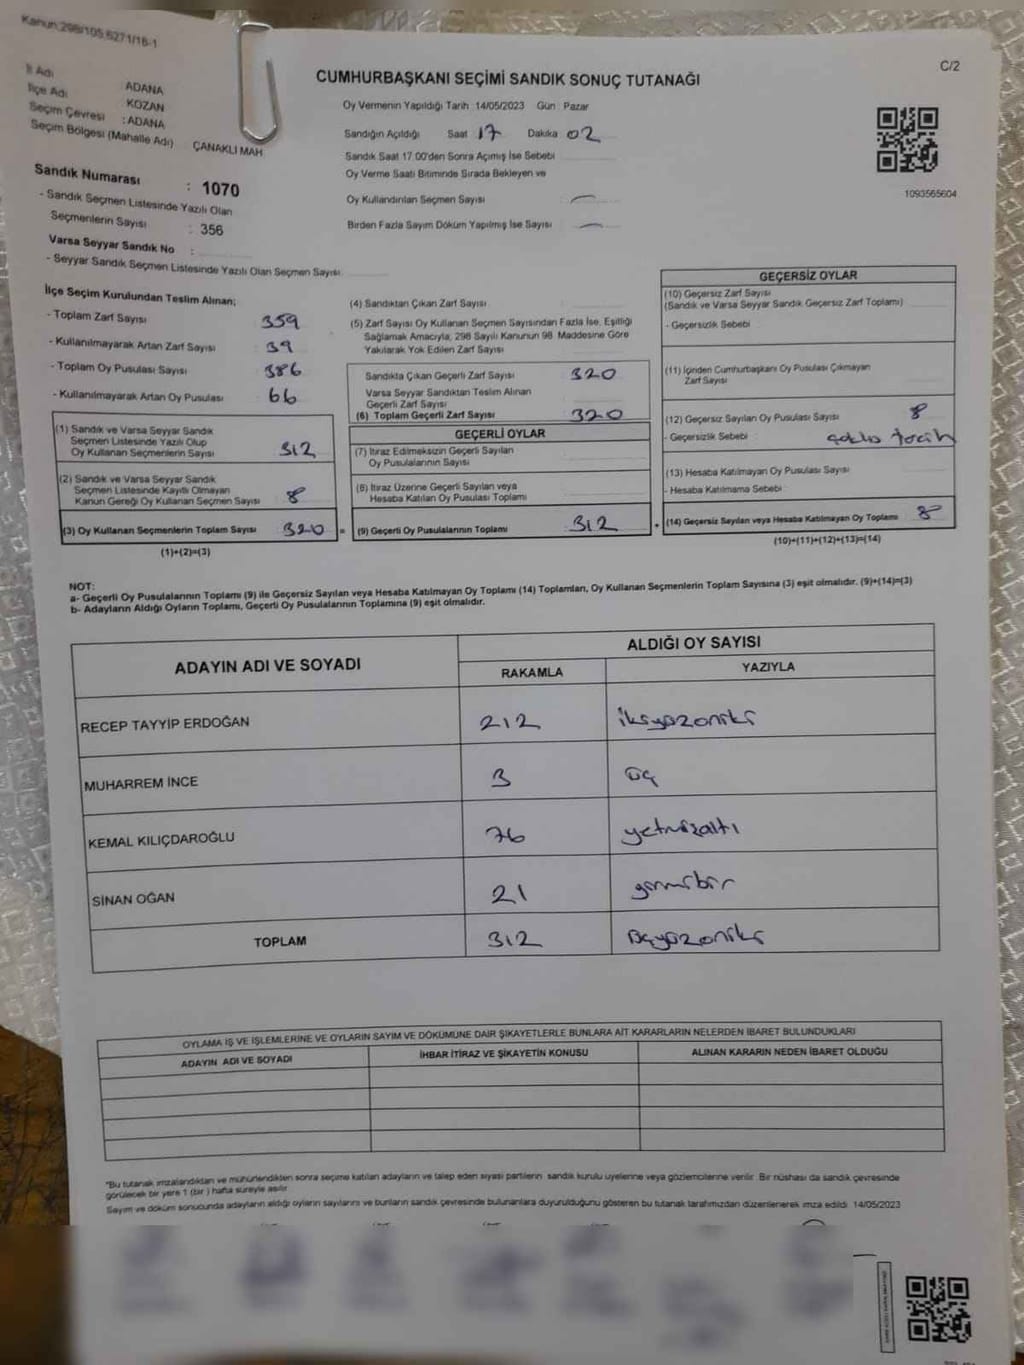 Kanun;298/105,6271/16-1
C/2
İl Adı
ADANA
İlçe Adı
KOZAN
Seçim Çevresi : ADANA
Seçim Bölgesi (Mahalle Adı) ÇANAKLI MAH.
Sandık Numarası : 1070
- Sandık Seçmen Listesinde Yazılı Olan
Seçmenlerin Sayısı : 356
Varsa Seyyar Sandık No :
- Seyyar Sandık Seçmen Listesinde Yazılı Olan Seçmen Sayısı
CUMHURBAŞKANI SEÇİMİ SANDIK SONUÇ TUTANAĞI
Oy Vermenin Yapıldığı Tarih :14/05/2023 Gün : Pazar
Sandığın Açıldığı Saat 17 Dakika 02
Sandık Saat 17.00'den Sonra Açımış İse Sebebi
Oy Verme Saati Bitiminde Sırada Bekleyen ve
Oy Kullandırılan Seçmen Sayısı : —
Birden Fazla Sayım Döküm Yapılmış İse Sayısı : —
1093565604
İlçe Seçim Kurulundan Teslim Alınan;
- Toplam Zarf Sayısı 359
- Kullanılmayarak Artan Zarf Sayısı 39
- Toplam Oy Pusulası Sayısı 386
- Kullanılmayarak Artan Oy Pusulası 66
(1) Sandık ve Varsa Seyyar Sandık
Seçmen Listesinde Yazılı Olup
Oy Kullanan Seçmenlerin Sayısı 312
(2) Sandık ve Varsa Seyyar Sandık
Seçmen Listesinde Kayıtlı Olmayan
Kanun Gereği Oy Kullanan Seçmen Sayısı 8
(3) Oy Kullanan Seçmenlerin Toplam Sayısı 320 =
(1)+(2)=(3)
(4) Sandıktan Çıkan Zarf Sayısı
(5) Zarf Sayısı Oy Kullanan Seçmen Sayısından Fazla İse, Eşitliği
Sağlamak Amacıyla, 298 Sayılı Kanunun 98. Maddesine Göre
Yakılarak Yok Edilen Zarf Sayısı
Sandıkta Çıkan Geçerli Zarf Sayısı 320
Varsa Seyyar Sandıktan Teslim Alınan
Geçerli Zarf Sayısı
(6) Toplam Geçerli Zarf Sayısı 320
GEÇERLİ OYLAR
(7) İtiraz Edilmeksizin Geçerli Sayılan
Oy Pusulalarının Sayısı
(8) İtiraz Üzerine Geçerli Sayılan veya
Hesaba Katılan Oy Pusulası Toplamı
(9) Geçerli Oy Pusulalarının Toplamı 312 +
GEÇERSİZ OYLAR
(10) Geçersiz Zarf Sayısı
(Sandık ve Varsa Seyyar Sandık Geçersiz Zarf Toplamı)
- Geçersizlik Sebebi :
(11) İçinden Cumhurbaşkanı Oy Pusulası Çıkmayan
Zarf Sayısı
(12) Geçersiz Sayılan Oy Pusulası Sayısı 8
- Geçersizlik Sebebi :
(13) Hesaba Katılmayan Oy Pusulası Sayısı
- Hesaba Katılmama Sebebi :
(14) Geçersiz Sayılan veya Hesaba Katılmayan Oy Toplamı 8
(10)+(11)+(12)+(13)=(14)
NOT:
a- Geçerli Oy Pusulalarının Toplamı (9) ile Geçersiz Sayılan veya Hesaba Katılmayan Oy Toplamı (14) Toplamları, Oy Kullanan Seçmenlerin Toplam Sayısına (3) eşit olmalıdır. (9)+(14)=(3)
b- Adayların Aldığı Oyların Toplamı, Geçerli Oy Pusulalarının Toplamına (9) eşit olmalıdır.
ADAYIN ADI VE SOYADI
ALDIĞI OY SAYISI
RAKAMLA YAZIYLA
RECEP TAYYİP ERDOĞAN 212 ikiyüzoniki
MUHARREM İNCE 3 üç
KEMAL KILIÇDAROĞLU 76 yetmişaltı
SİNAN OĞAN 21 yirmibir
TOPLAM 312 üçyüzoniki
OYLAMA İŞ VE İŞLEMLERİNE VE OYLARIN SAYIM VE DÖKÜMÜNE DAİR ŞİKAYETLERLE BUNLARA AİT KARARLARIN NELERDEN İBARET BULUNDUKLARI
ADAYIN ADI VE SOYADI İHBAR İTİRAZ VE ŞİKAYETİN KONUSU ALINAN KARARIN NEDEN İBARET OLDUĞU
"Bu tutanak imzalandıktan ve mühürlendikten sonra seçime katılan adayların ve talep eden siyasi partilerin sandık kurulu üyelerine veya gözlemcilerine verilir. Bir nüshası da sandık çevresinde
görülecek bir yere 1 (bir ) hafta süreyle asılır.
Sayım ve döküm sonucunda adayların aldığı oyların sayılarını ve bunların sandık çevresinde bulunanlara duyurulduğunu gösteren bu tutanak tarafımızdan düzenlenerek imza edildi. 14/05/2023